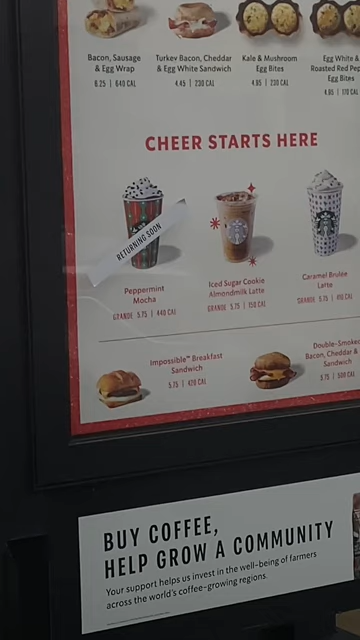 Bacon, Sausage
& Egg Wrap
6.25 | 640 CAL
Turkey Bacon, Cheddar
& Egg White Sandwich
4.45 | 230 CAL
Kale & Mushroom
Egg Bites
4.95 | 230 CAL
Egg White &
Roasted Red Pep
Egg Bites
4.95 | 170 CAL
CHEER STARTS HERE
RETURNING SOON
Peppermint
Mocha
GRANDE 5.75 | 440 CAL
Iced Sugar Cookie
Almondmilk Latte
GRANDE 5.75 | 150 CAL
Caramel Brulée
Latte
GRANDE 5.75 | 410 CAL
Impossible™ Breakfast
Sandwich
5.75 | 420 CAL
Double-Smoked
Bacon, Cheddar &
Sandwich
5.75 | 500 CAL
BUY COFFEE,
HELP GROW A COMMUNITY
Your support helps us invest in the well-being of farmers
across the world's coffee-growing regions.